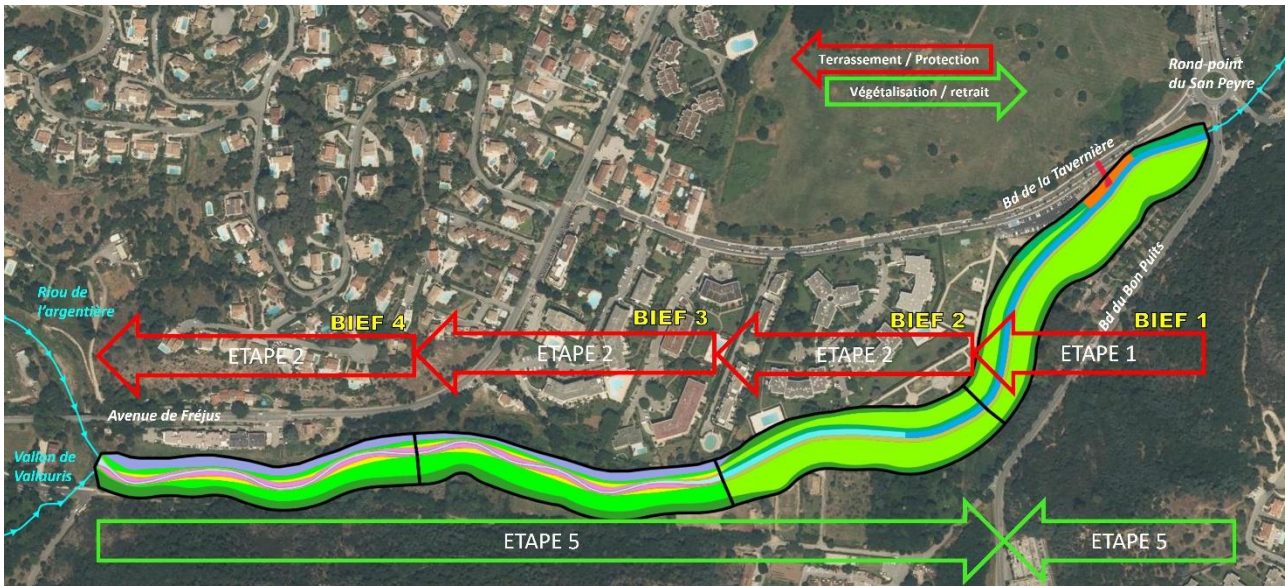 Terrassement / Protection
Végétalisation / retrait
Rond-point
du San Peyre
Bd de la Tavernière
Bd du Bon Puits
Riou de
l'argentière
BIEF 4
BIEF 3
BIEF 2
BIEF 1
ETAPE 2
ETAPE 2
ETAPE 2
ETAPE 1
Avenue de Fréjus
Vallon de
Vallauris
ETAPE 5
ETAPE 5